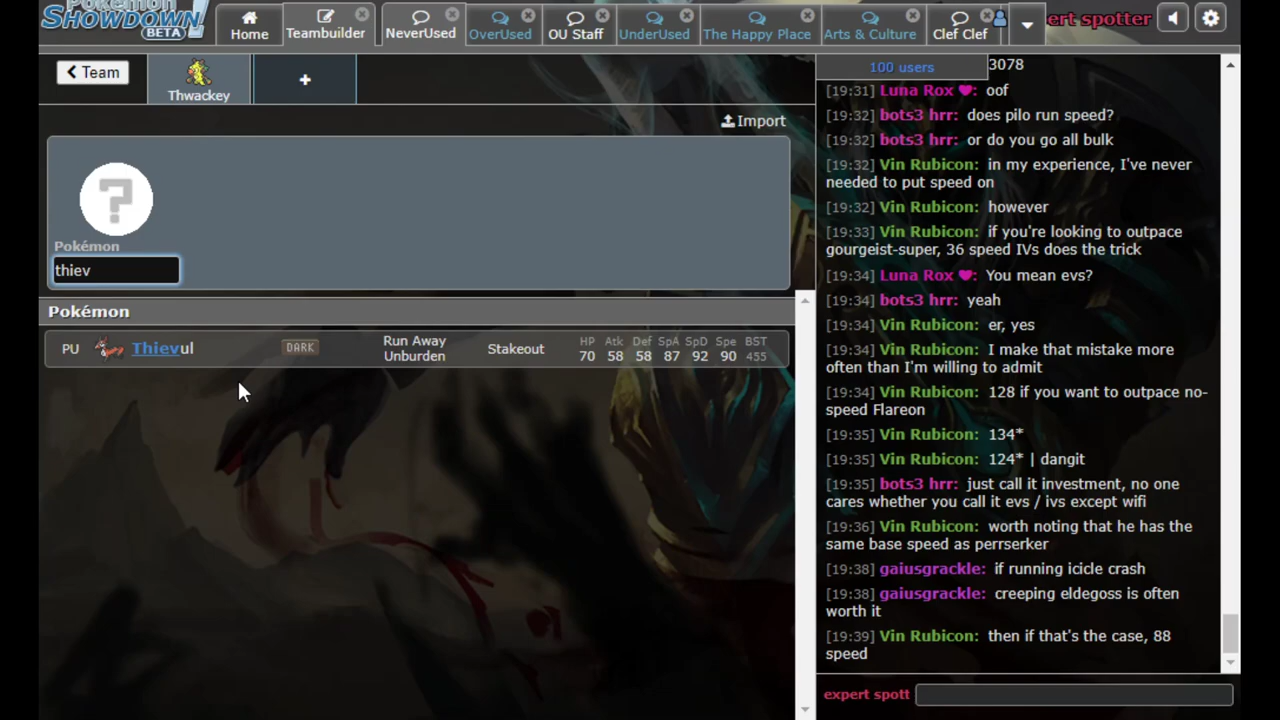 Pokémon
SHOWDOWN!
BETA
Home
Teambuilder
NeverUsed
OverUsed
OU Staff
UnderUsed
The Happy Place
Arts & Culture
Clef Clef
ert spotter
Team
Thwackey
+
Import
?
Pokémon
thiev
Pokémon
PU Thievul DARK Run Away Unburden Stakeout HP 70 Atk 58 Def 58 SpA 87 SpD 92 Spe 90 BST 455
100 users
3078
[19:31] Luna Rox ♥: oof
[19:32] bots3 hrr: does pilo run speed?
[19:32] bots3 hrr: or do you go all bulk
[19:32] Vin Rubicon: in my experience, I've never
needed to put speed on
[19:32] Vin Rubicon: however
[19:33] Vin Rubicon: if you're looking to outpace
gourgeist-super, 36 speed IVs does the trick
[19:34] Luna Rox ♥: You mean evs?
[19:34] bots3 hrr: yeah
[19:34] Vin Rubicon: er, yes
[19:34] Vin Rubicon: I make that mistake more
often than I'm willing to admit
[19:34] Vin Rubicon: 128 if you want to outpace no-
speed Flareon
[19:35] Vin Rubicon: 134*
[19:35] Vin Rubicon: 124* | dangit
[19:35] bots3 hrr: just call it investment, no one
cares whether you call it evs / ivs except wifi
[19:36] Vin Rubicon: worth noting that he has the
same base speed as perrserker
[19:38] gaiusgrackle: if running icicle crash
[19:38] gaiusgrackle: creeping eldegoss is often
worth it
[19:39] Vin Rubicon: then if that's the case, 88
speed
expert spott